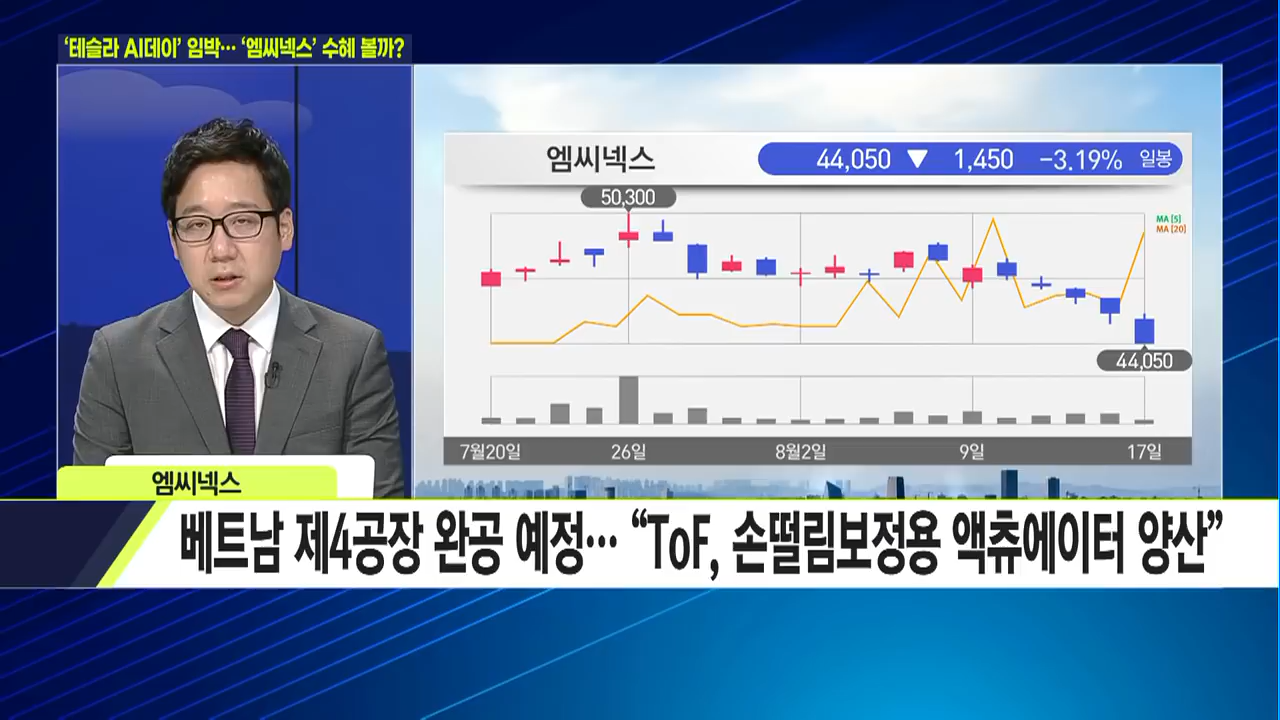 ‘테슬라 AI데이’ 임박… ‘엠씨넥스’ 수혜 볼까?
엠씨넥스
44,050 ▼ 1,450 -3.19% 일봉
50,300
MA [5]
MA [20]
44,050
7월20일 26일 8월2일 9일 17일
엠씨넥스
베트남 제4공장 완공 예정… “ToF, 손떨림보정용 액츄에이터 양산”